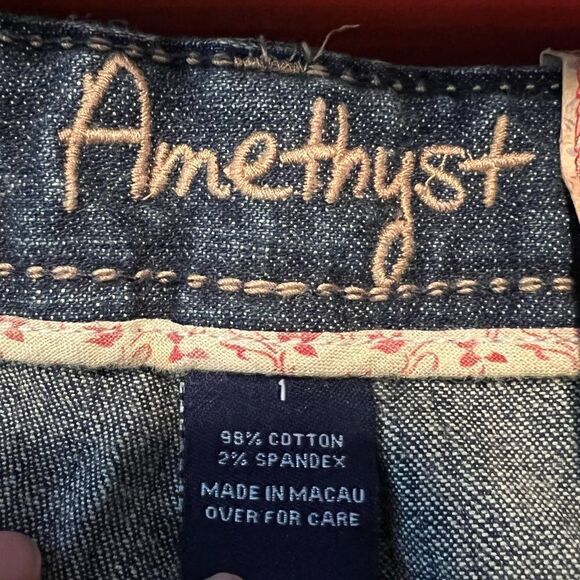 Amethyst
1
98% COTTON
2% SPANDEX
MADE IN MACAU
OVER FOR CARE